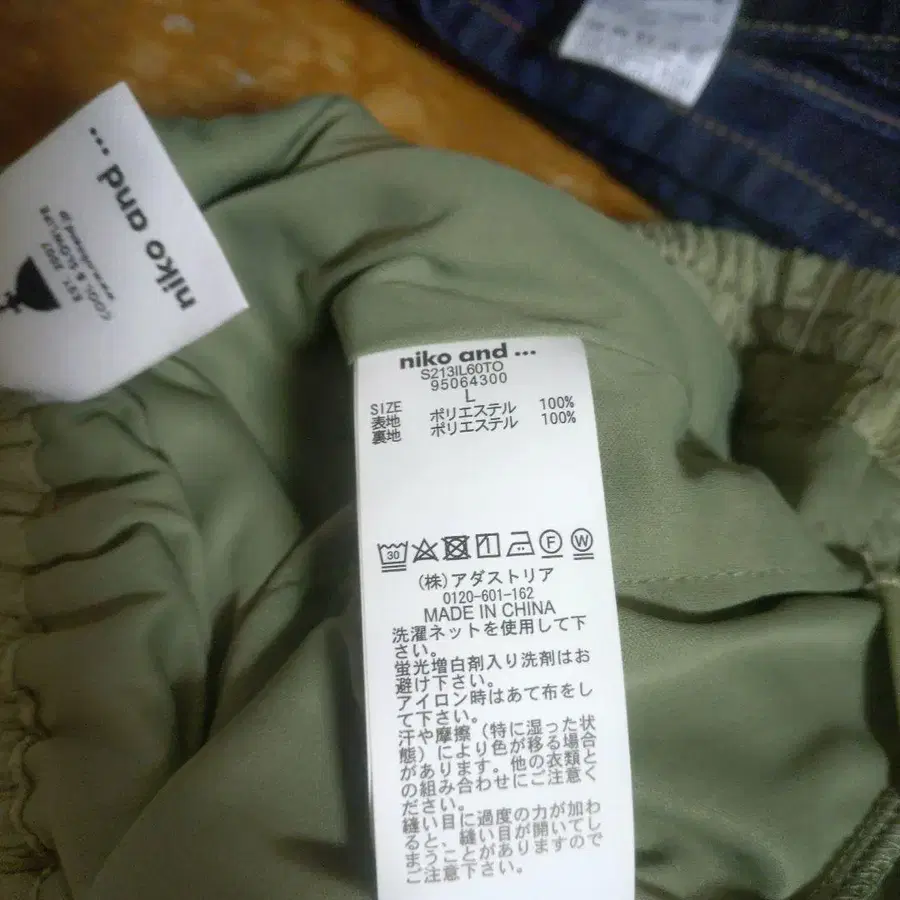 niko and ...
EST. 2007
COOL & SLOW LIFE
niko and ...
S213IL60TO
95064300
SIZE L
表地 ポリエステル 100%
裏地 ポリエステル 100%
30 F W
(株)アダストリア
0120-601-162
MADE IN CHINA
洗濯ネットを使用して下
さい。
蛍光増白剤入り洗剤はお
避け下さい。
アイロン時はあて布をし
て下さい。
汗や摩擦(特に湿った状
態)により色が移る場合
があります。他の衣類と
の組み合わせにご注意く
ださい。
縫い目に過度の力が加わ
ると、縫い目が開いてし
まうことがありますので
ご注意下さい。